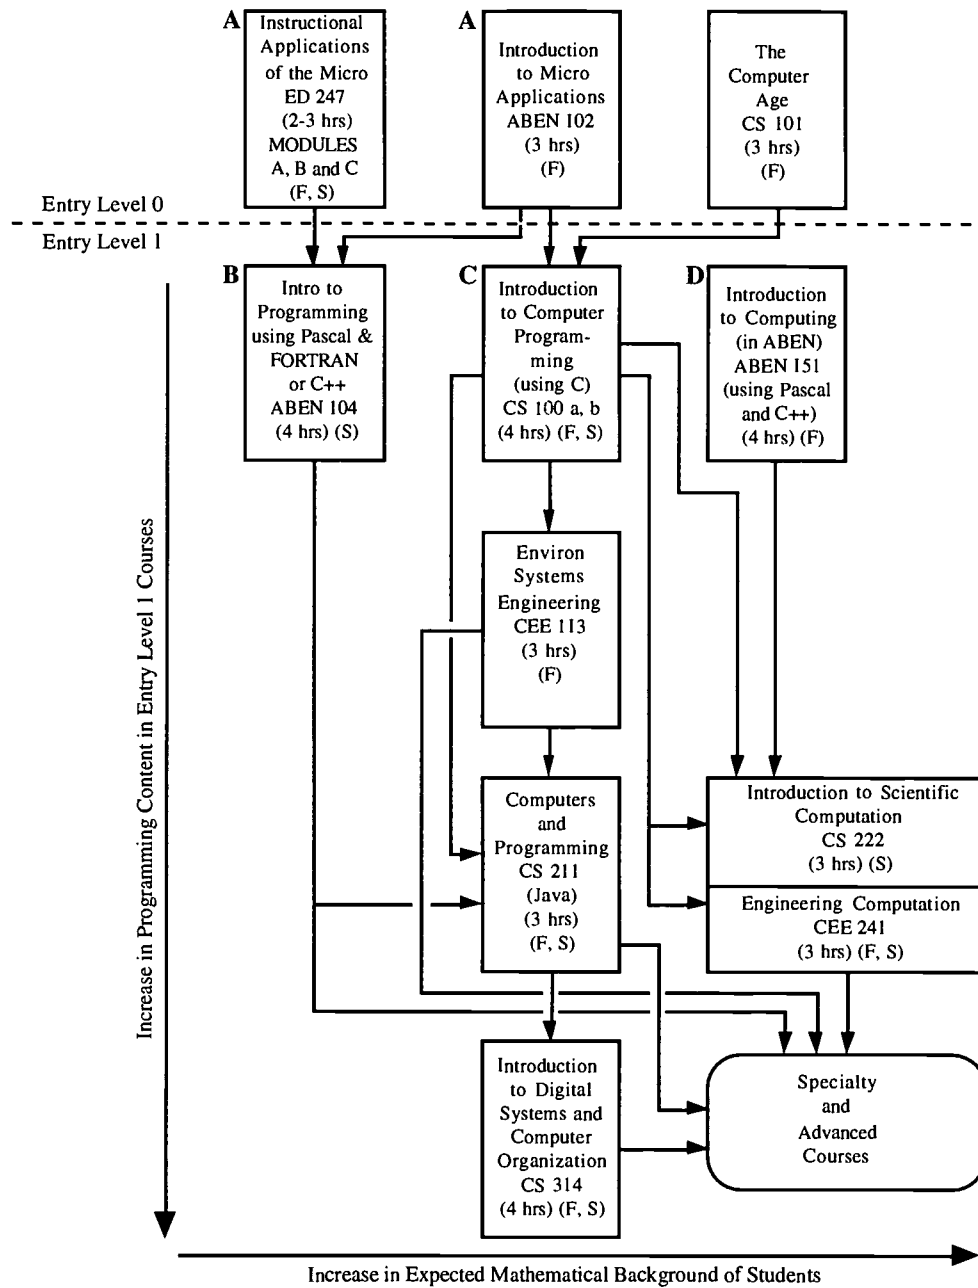 A
Instructional
Applications
of the Micro
ED 247
(2-3 hrs)
MODULES
A, B and C
(F, S)
A
Introduction
to Micro
Applications
ABEN 102
(3 hrs)
(F)
The
Computer
Age
CS 101
(3 hrs)
(F)
Entry Level 0
Entry Level 1
B
Intro to
Programming
using Pascal &
FORTRAN
or C++
ABEN 104
(4 hrs) (S)
C
Introduction
to Computer
Program-
ming
(using C)
CS 100 a, b
(4 hrs) (F, S)
D
Introduction
to Computing
(in ABEN)
ABEN 151
(using Pascal
and C++)
(4 hrs) (F)
Environ
Systems
Engineering
CEE 113
(3 hrs)
(F)
Computers
and
Programming
CS 211
(Java)
(3 hrs)
(F, S)
Introduction to Scientific
Computation
CS 222
(3 hrs) (S)
Engineering Computation
CEE 241
(3 hrs) (F, S)
Introduction
to Digital
Systems and
Computer
Organization
CS 314
(4 hrs) (F, S)
Specialty
and
Advanced
Courses
Increase in Programming Content in Entry Level 1 Courses
Increase in Expected Mathematical Background of Students